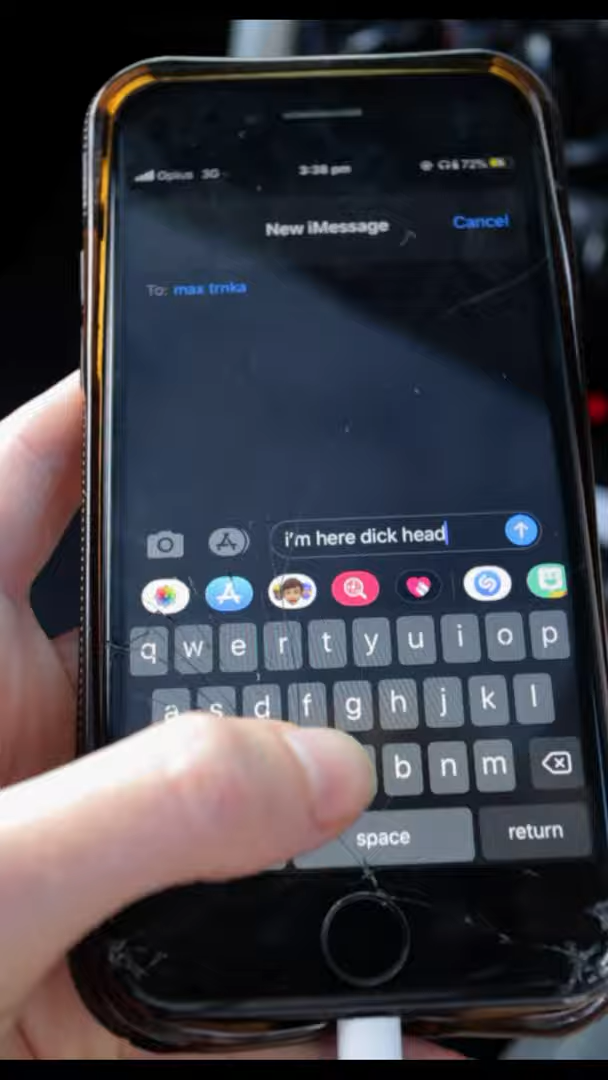 Optus 3G 3:38 pm 72%
New iMessage Cancel
To: max trnka
i'm here dick head
q w e r t y u i o p
a s d f g h j k l
b n m
space return